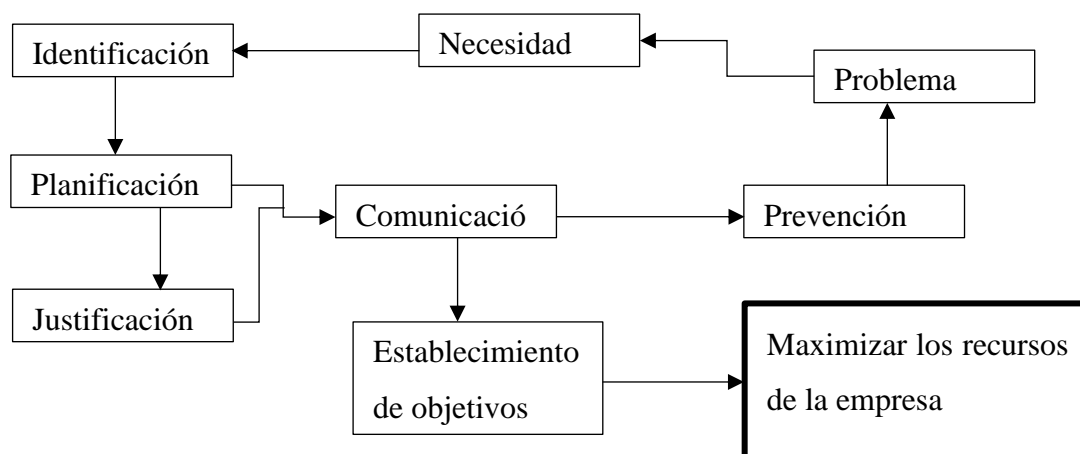 Identificación
Necesidad
Problema
Planificación
Comunicació
Prevención
Justificación
Establecimiento
de objetivos
Maximizar los recursos
de la empresa